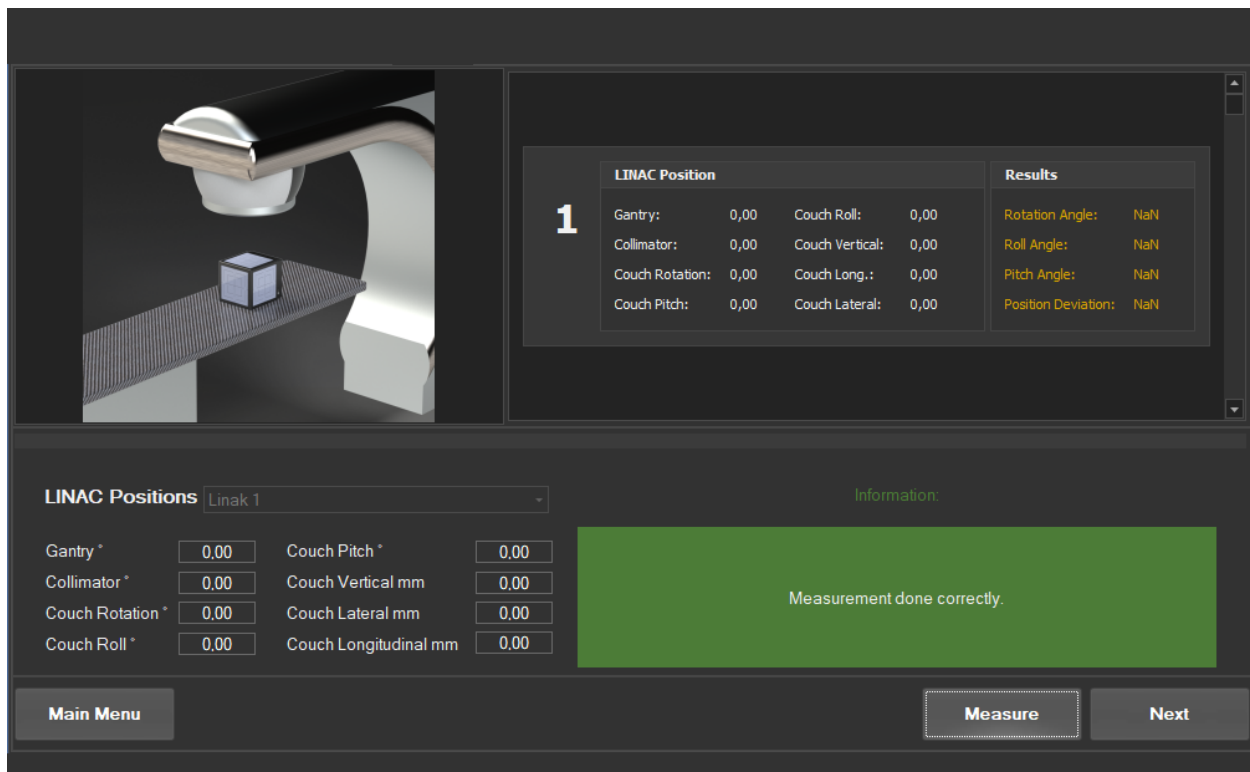 LINAC Position
Results
1
Gantry: 0,00 Couch Roll: 0,00 Rotation Angle: NaN
Collimator: 0,00 Couch Vertical: 0,00 Roll Angle: NaN
Couch Rotation: 0,00 Couch Long.: 0,00 Pitch Angle: NaN
Couch Pitch: 0,00 Couch Lateral: 0,00 Position Deviation: NaN
LINAC Positions Linak 1
Information:
Gantry ° 0,00 Couch Pitch ° 0,00
Collimator ° 0,00 Couch Vertical mm 0,00
Couch Rotation ° 0,00 Couch Lateral mm 0,00
Couch Roll ° 0,00 Couch Longitudinal mm 0,00
Measurement done correctly.
Main Menu
Measure
Next